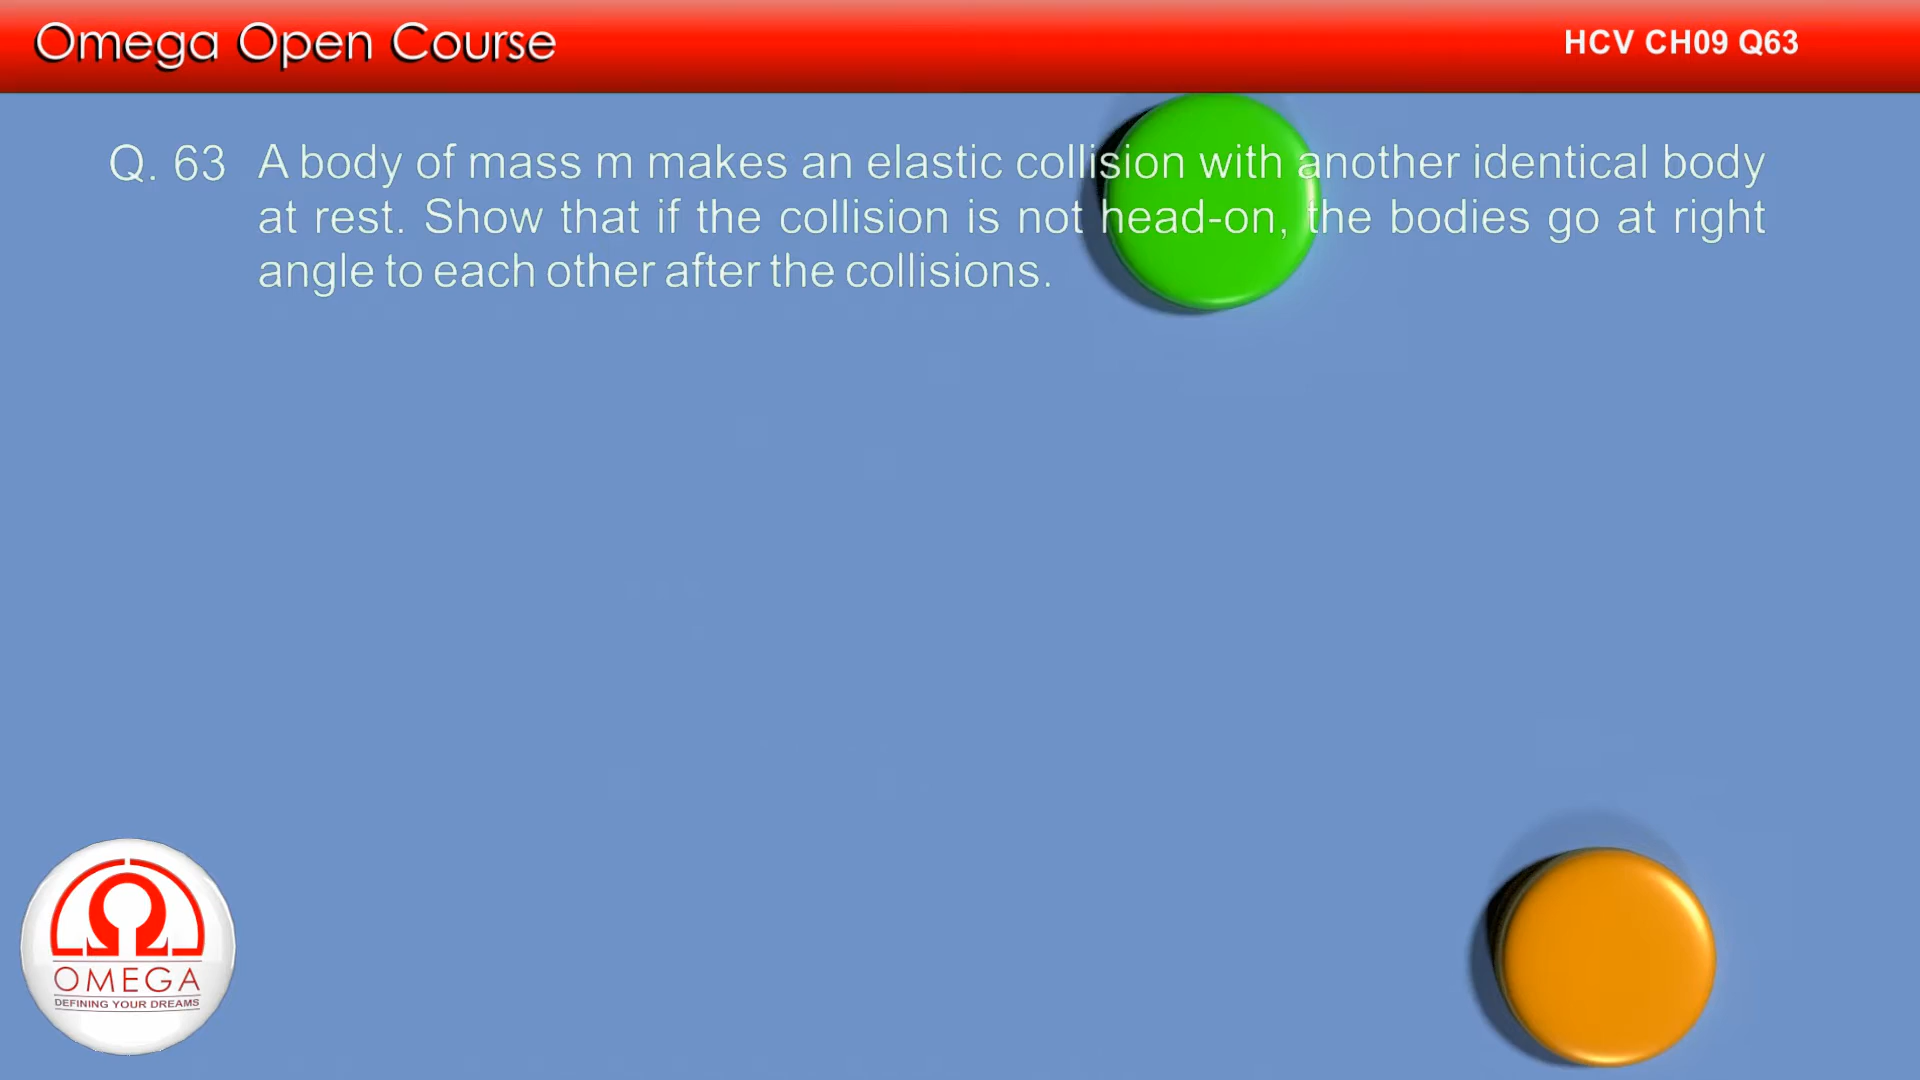 Omega Open Course
HCV CH09 Q63
Q. 63 A body of mass m makes an elastic collision with another identical body
at rest. Show that if the collision is not head-on, the bodies go at right
angle to each other after the collisions.
Ω
OMEGA
DEFINING YOUR DREAMS